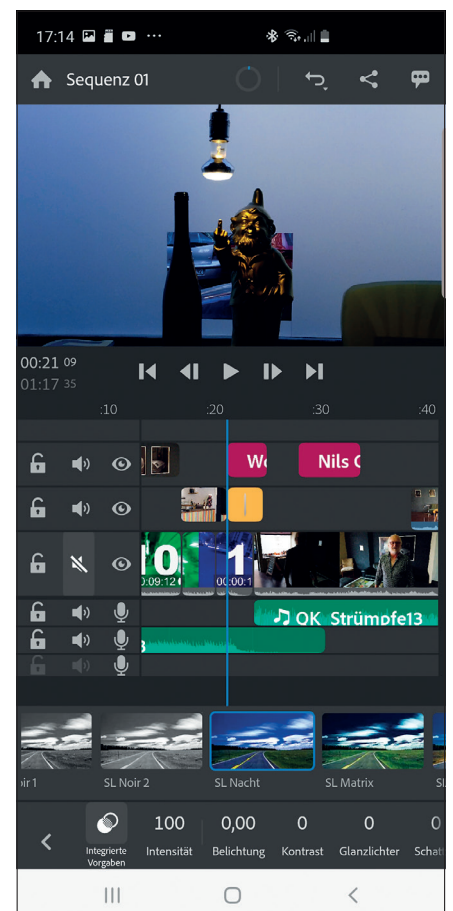 17:14
Sequenz 01
00:21 09
01:17 35
:10 :20 :30 :40
Nils
10 1
0:09:12 00:00:1
OK_Strümpfe13
3
SL Noir 2 SL Nacht SL Matrix SL
100 0,00 0 0 0
Integrierte Vorgaben Intensität Belichtung Kontrast Glanzlichter Schatt